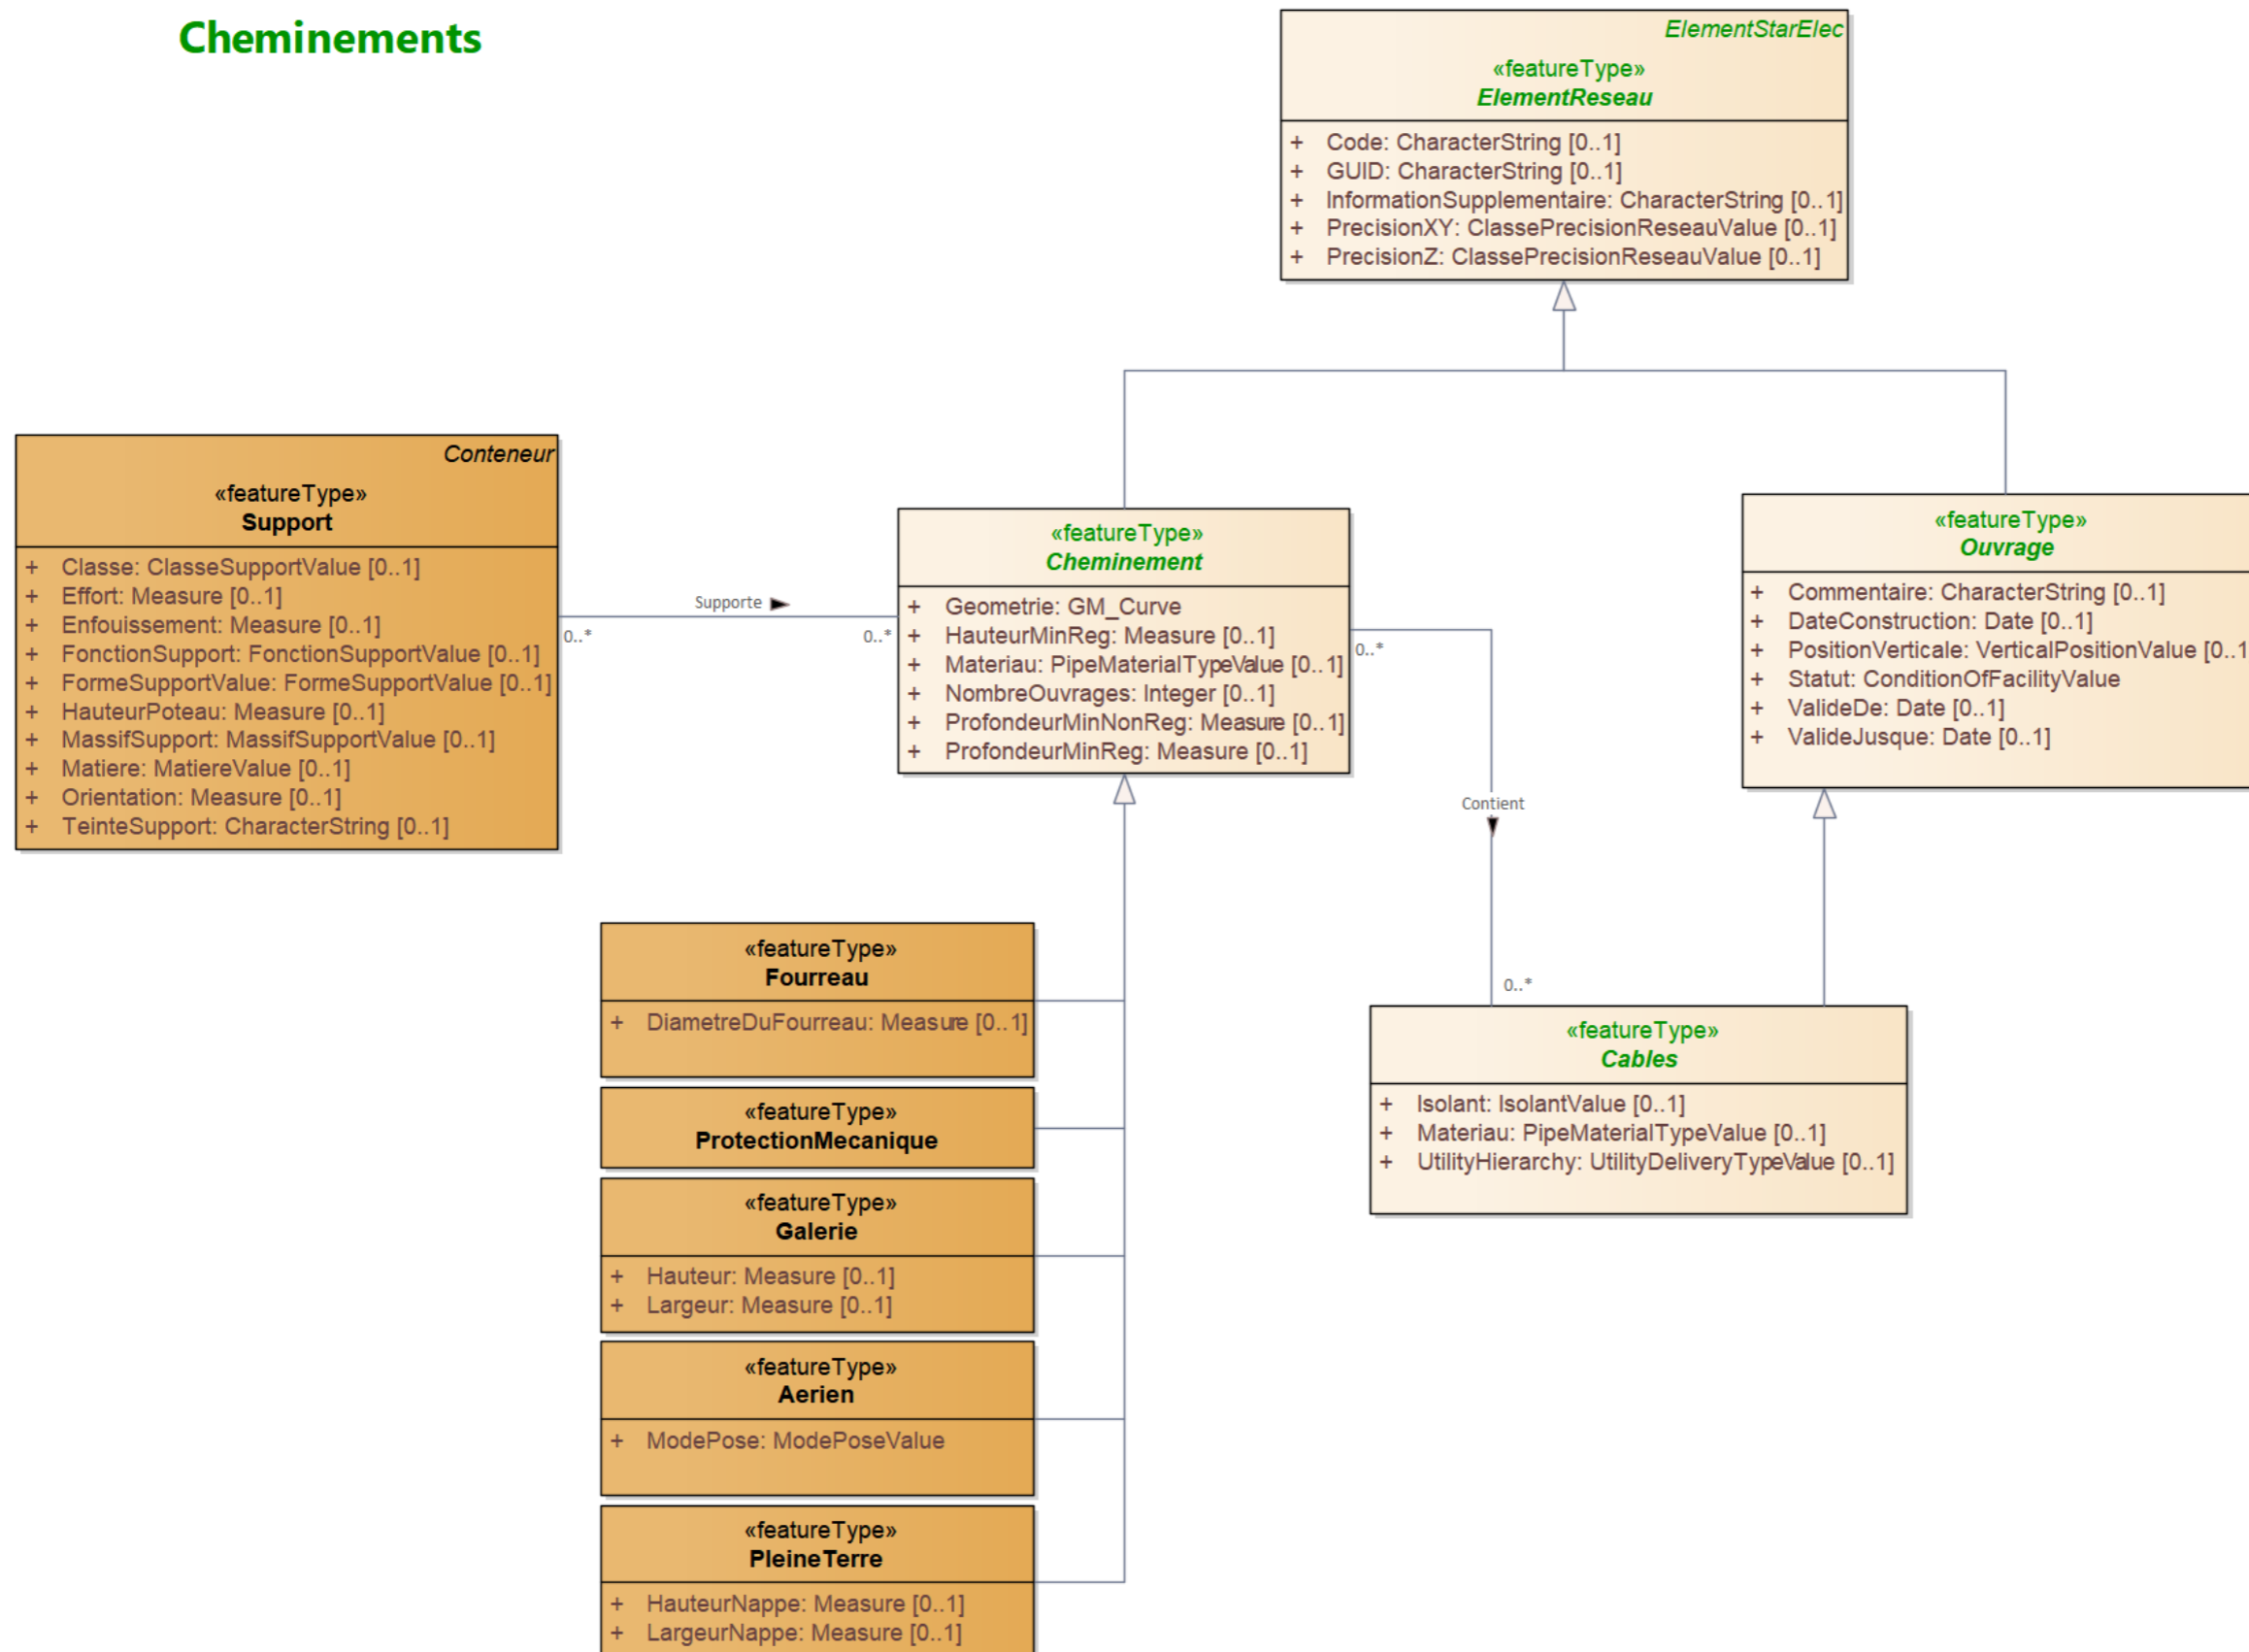 Cheminements
ElementStarElec
«featureType»
ElementReseau
+ Code: CharacterString [0..1]
+ GUID: CharacterString [0..1]
+ InformationSupplementaire: CharacterString [0..1]
+ PrecisionXY: ClassePrecisionReseauValue [0..1]
+ PrecisionZ: ClassePrecisionReseauValue [0..1]
Conteneur
«featureType»
Support
+ Classe: ClasseSupportValue [0..1]
+ Effort: Measure [0..1]
+ Enfouissement: Measure [0..1]
+ FonctionSupport: FonctionSupportValue [0..1]
+ FormeSupportValue: FormeSupportValue [0..1]
+ HauteurPoteau: Measure [0..1]
+ MassifSupport: MassifSupportValue [0..1]
+ Matiere: MatiereValue [0..1]
+ Orientation: Measure [0..1]
+ TeinteSupport: CharacterString [0..1]
Supporte
0..*
0..*
«featureType»
Cheminement
+ Geometrie: GM_Curve
+ HauteurMinReg: Measure [0..1]
+ Materiau: PipeMaterialTypeValue [0..1]
+ NombreOuvrages: Integer [0..1]
+ ProfondeurMinNonReg: Measure [0..1]
+ ProfondeurMinReg: Measure [0..1]
0..*
Contient
0..*
«featureType»
Ouvrage
+ Commentaire: CharacterString [0..1]
+ DateConstruction: Date [0..1]
+ PositionVerticale: VerticalPositionValue [0..1
+ Statut: ConditionOfFacilityValue
+ ValideDe: Date [0..1]
+ ValideJusque: Date [0..1]
«featureType»
Cables
+ Isolant: IsolantValue [0..1]
+ Materiau: PipeMaterialTypeValue [0..1]
+ UtilityHierarchy: UtilityDeliveryTypeValue [0..1]
«featureType»
Fourreau
+ DiametreDuFourreau: Measure [0..1]
«featureType»
ProtectionMecanique
«featureType»
Galerie
+ Hauteur: Measure [0..1]
+ Largeur: Measure [0..1]
«featureType»
Aerien
+ ModePose: ModePoseValue
«featureType»
PleineTerre
+ HauteurNappe: Measure [0..1]
+ LargeurNappe: Measure [0..1]